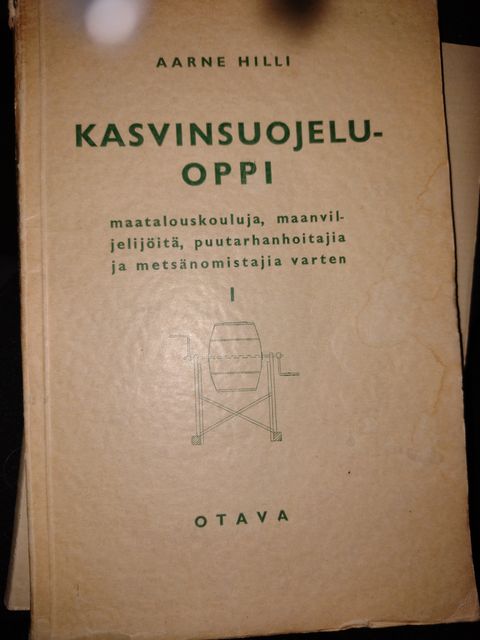 AARNE HILLI
KASVINSUOJELU-
OPPI
maatalouskouluja, maanvil-
jelijöitä, puutarhanhoitajia
ja metsänomistajia varten
I
OTAVA